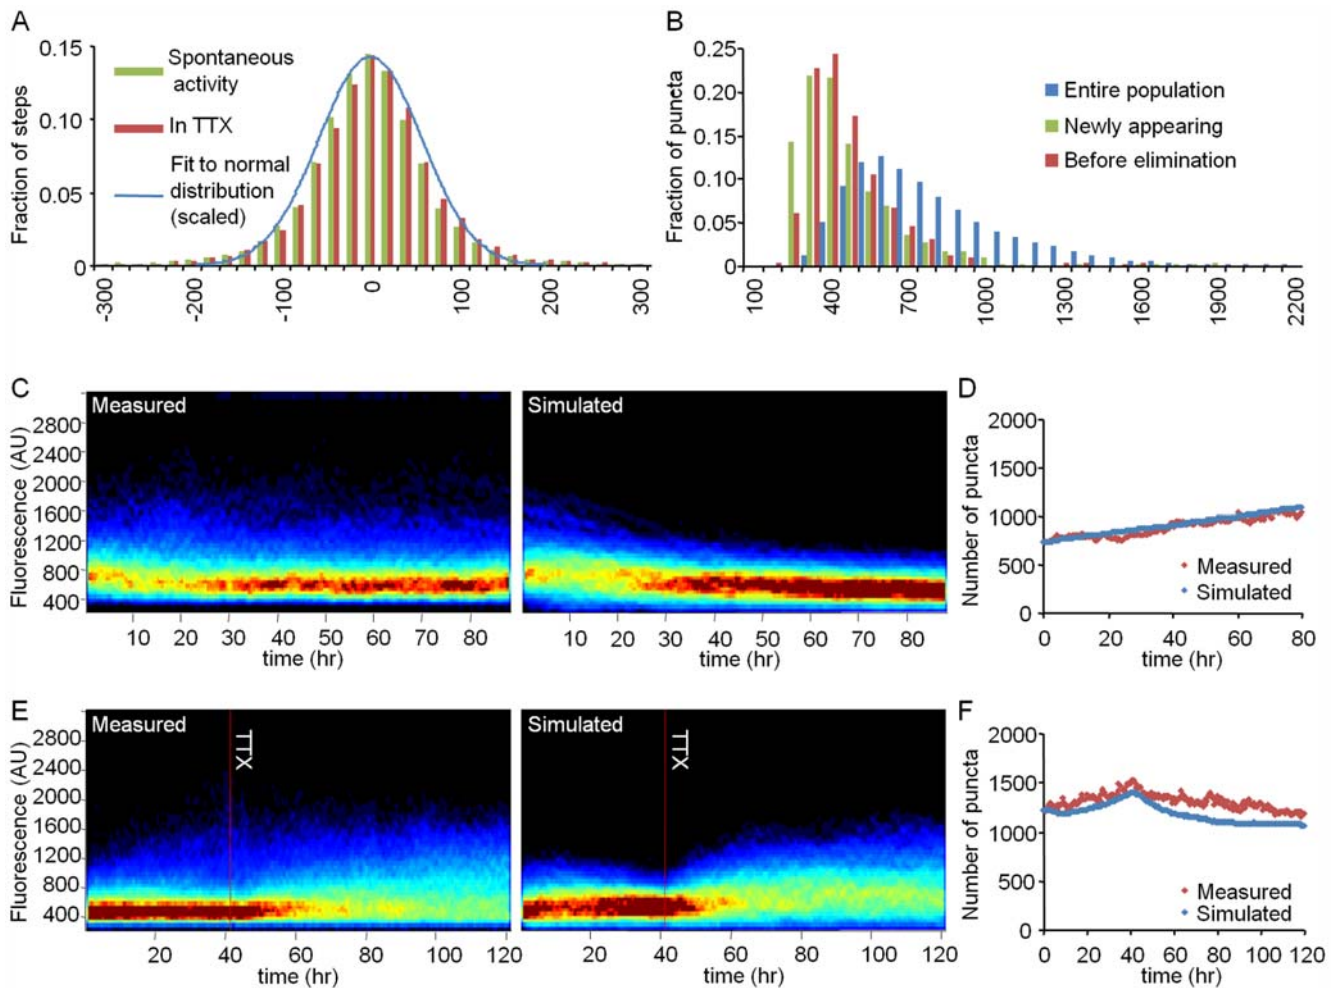 A
Fraction of steps
0.15
0.10
0.05
0
Spontaneous
activity
In TTX
Fit to normal
distribution
(scaled)
-300
-200
-100
0
100
200
300
B
Fraction of puncta
0.25
0.20
0.15
0.10
0.05
0
Entire population
Newly appearing
Before elimination
100
400
700
1000
1300
1600
1900
2200
C
Fluorescence (AU)
2800
2400
2000
1600
1200
800
400
Measured
10 20 30 40 50 60 70 80
time (hr)
Simulated
10 20 30 40 50 60 70 80
time (hr)
D
Number of puncta
2000
1500
1000
500
0
Measured
Simulated
0 20 40 60 80
time (hr)
E
Fluorescence (AU)
2800
2400
2000
1600
1200
800
400
Measured
TTX
20 40 60 80 100 120
time (hr)
Simulated
TTX
20 40 60 80 100 120
time (hr)
F
Number of puncta
2000
1500
1000
500
0
Measured
Simulated
0 20 40 60 80 100 120
time (hr)